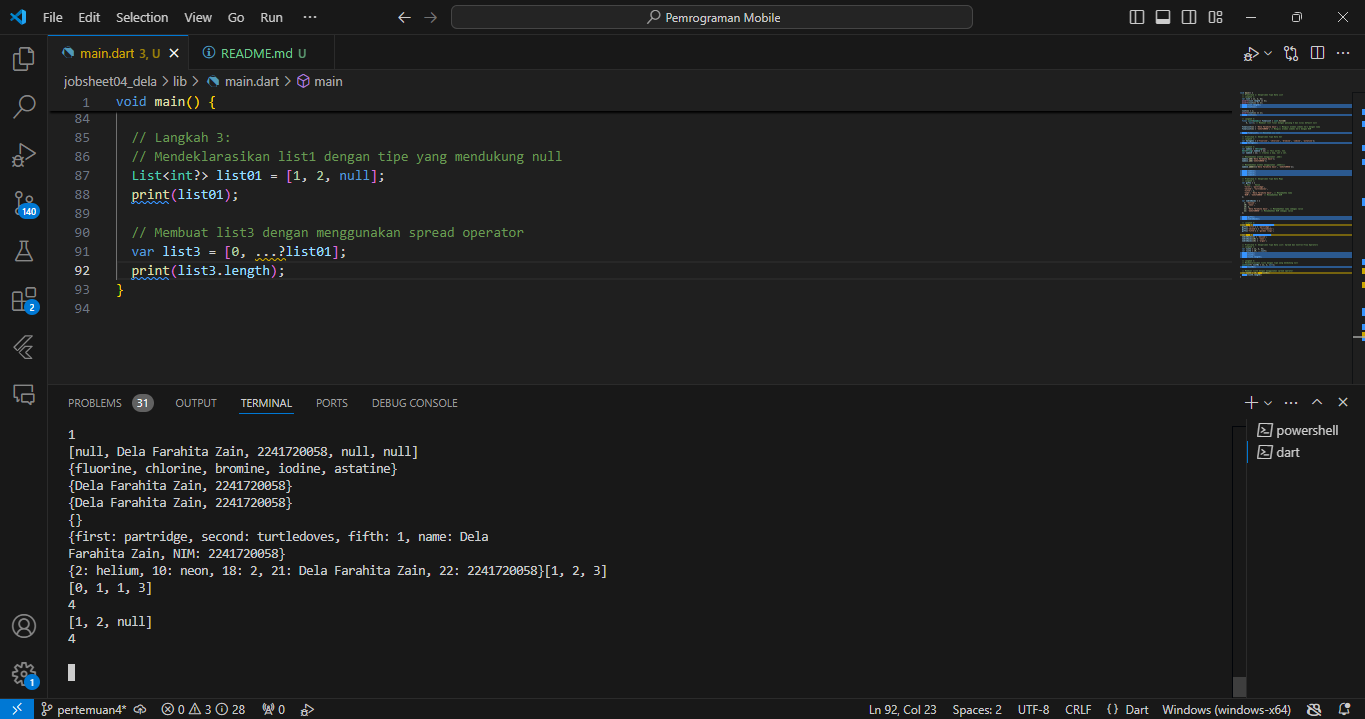 File Edit Selection View Go Run ··· Pemrograman Mobile
main.dart 3, U README.md U
jobsheet04_dela > lib > main.dart > main
1 void main() {
84
85 // Langkah 3:
86 // Mendeklarasikan list1 dengan tipe yang mendukung null
87 List<int?> list01 = [1, 2, null];
88 print(list01);
89
90 // Membuat list3 dengan menggunakan spread operator
91 var list3 = [0, ...?list01];
92 print(list3.length);
93 }
94
140
2
PROBLEMS 31 OUTPUT TERMINAL PORTS DEBUG CONSOLE
powershell
dart
1
[null, Dela Farahita Zain, 2241720058, null, null]
{fluorine, chlorine, bromine, iodine, astatine}
{Dela Farahita Zain, 2241720058}
{Dela Farahita Zain, 2241720058}
{}
{first: partridge, second: turtledoves, fifth: 1, name: Dela
Farahita Zain, NIM: 2241720058}
{2: helium, 10: neon, 18: 2, 21: Dela Farahita Zain, 22: 2241720058}[1, 2, 3]
[0, 1, 1, 3]
4
[1, 2, null]
4
1
pertemuan4* 0 3 28 0 Ln 92, Col 23 Spaces: 2 UTF-8 CRLF {} Dart Windows (windows-x64)